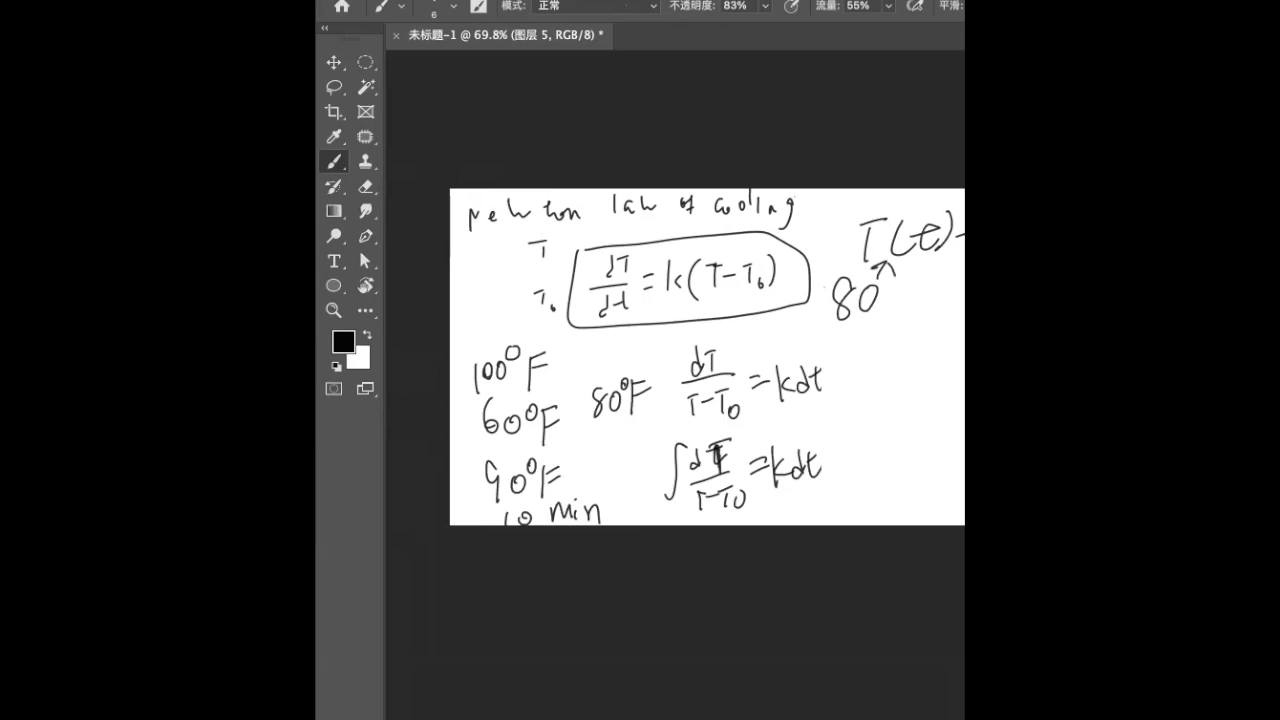 6 模式: 正常 不透明度: 83% 流量: 55% 平滑:
未标题-1 @ 69.8% (图层 5, RGB/8) *
newton law of cooling
T
dT/dt = k(T-T₀)
T₀
T(t)-
80
100°F
60°F
80°F
dT/T-T₀ = kdt
90°F
∫dT/T-T0 = kdt
10 min